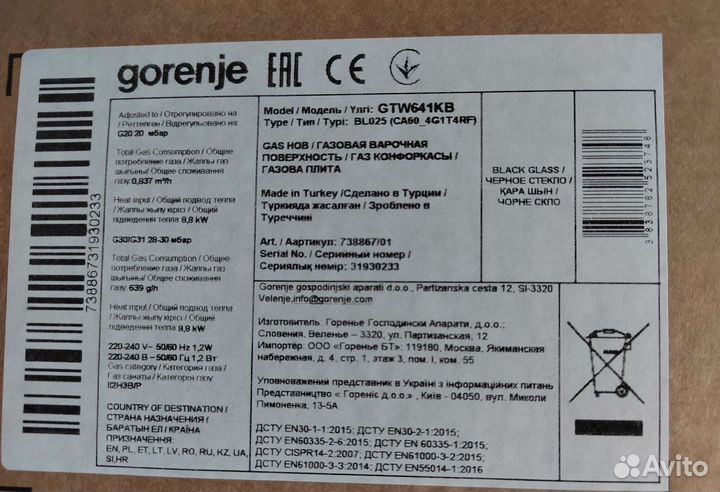 gorenje EAC CE
Adjusted to / Отрегулировано на
/ Реттелген / Відрегульовано на:
G20 20 мбар
Total Gas Consumption / Общее
потребление газа / Жалпы газ
шығыны / Общее споживання
газу 0,837 m³/h
Heat input / Общий подвод тепла
/ Жалпы жылу кірісі / Общий
підведення тепла 8,8 kW
G30/G31 28-30 мбар
Total Gas Consumption / Общее
потребление газа / Жалпы газ
шығыны / Общее споживання
газу 639 g/h
Heat input / Общий подвод тепла
/ Жалпы жылу кірісі / Общий
підведення тепла 8,8 kW
220-240 V~ 50/60 Hz 1,2W
220-240 В ~ 50/60 Гц 1,2 Вт
Gas category / Категория газа /
Газ санаты / Категорія газу
II2H3B/P
COUNTRY OF DESTINATION /
СТРАНА НАЗНАЧЕНИЯ /
БАРАТЫН ЕЛ / КРАЇНА
ПРИЗНАЧЕННЯ:
EN, PL, ET, LT, LV, RO, RU, KZ, UA,
SI,HR
73886731930233
Model / Модель / Үлгі: GTW641KB
Type / Тип / Typi: BL025 (CA60_4G1T4RF)
GAS HOB / ГАЗОВАЯ ВАРОЧНАЯ
ПОВЕРХНОСТЬ / ГАЗ КОНФОРКАСЫ /
ГАЗОВА ПЛИТА
Made in Turkey /Сделано в Турции /
Түркияда жасалған / Зроблено в
Туреччині
Art. / Аартикул: 738867/01
Serial No. / Серийный номер /
Сериялық нөмір: 31930233
BLACK GLASS /
ЧЕРНОЕ СТЕКЛО /
ҚАРА ШЫН /
ЧОРНЕ СКЛО
3838782523748
Gorenje gospodinjski aparati d.o.o., Partizanska cesta 12, SI-3320
Velenje,info@gorenje.com
Изготовитель: Горенье Господински Апарати, д.о.о.;
Словения, Веленье – 3320, ул. Партизанская, 12
Импортёр: ООО «Горенье БТ»: 119180, Москва, Якиманская
набережная, д. 4, стр. 1, этаж 3, пом. I, ком. 55
Уповноважений представник в Україні з інформаційних питань
Представництво « Гореніє д.о.о.» , Київ - 04050, вул. Миколи
Пимоненка, 13-5А
ДСТУ EN30-1-1:2015; ДСТУ EN30-2-1:2015;
ДСТУ EN60335-2-6:2015; ДСТУ EN 60335-1:2015;
ДСТУ CISPR14-2:2007; ДСТУ EN61000-3-2:2015;
ДСТУ EN61000-3-3:2014; ДСТУ EN55014-1:2016
Avito